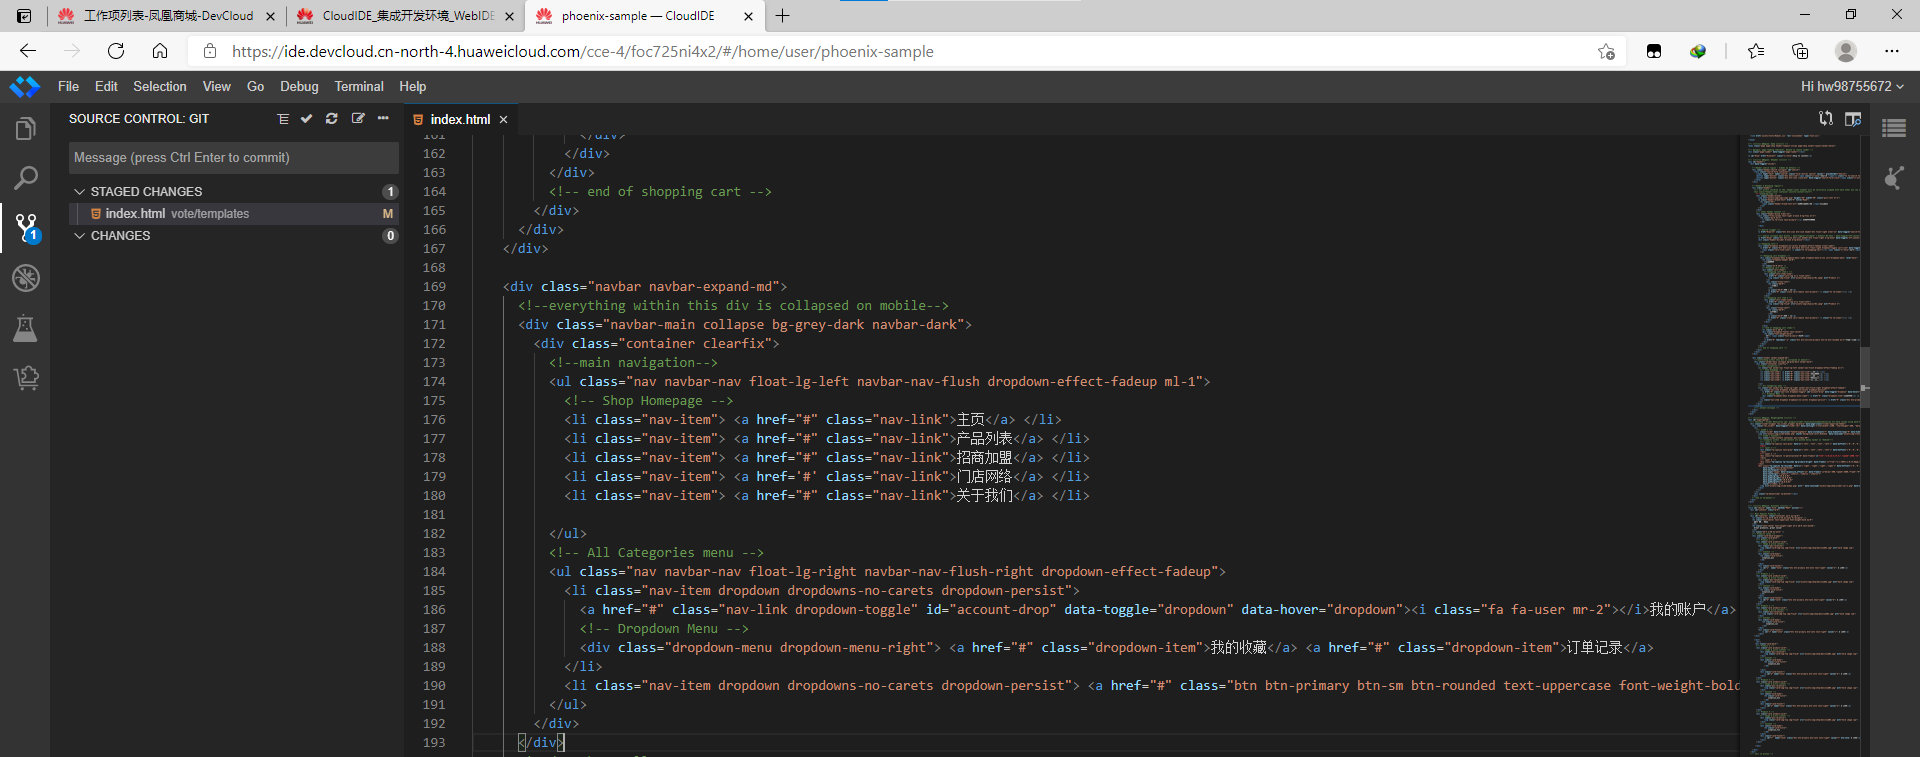 工作项列表-凤凰商城-DevCloud
CloudIDE_集成开发环境_WebIDE
phoenix-sample — CloudIDE
https://ide.devcloud.cn-north-4.huaweicloud.com/cce-4/foc725ni4x2/#/home/user/phoenix-sample
File Edit Selection View Go Debug Terminal Help
Hi hw98755672
SOURCE CONTROL: GIT
index.html
Message (press Ctrl Enter to commit)
STAGED CHANGES 1
index.html vote/templates M
CHANGES 0
1
161 </div>
162 </div>
163 </div>
164 <!-- end of shopping cart -->
165 </div>
166 </div>
167 </div>
168
169 <div class="navbar navbar-expand-md">
170 <!--everything within this div is collapsed on mobile-->
171 <div class="navbar-main collapse bg-grey-dark navbar-dark">
172 <div class="container clearfix">
173 <!--main navigation-->
174 <ul class="nav navbar-nav float-lg-left navbar-nav-flush dropdown-effect-fadeup ml-1">
175 <!-- Shop Homepage -->
176 <li class="nav-item"> <a href="#" class="nav-link">主页</a> </li>
177 <li class="nav-item"> <a href="#" class="nav-link">产品列表</a> </li>
178 <li class="nav-item"> <a href="#" class="nav-link">招商加盟</a> </li>
179 <li class="nav-item"> <a href='#' class="nav-link">门店网络</a> </li>
180 <li class="nav-item"> <a href="#" class="nav-link">关于我们</a> </li>
181
182 </ul>
183 <!-- All Categories menu -->
184 <ul class="nav navbar-nav float-lg-right navbar-nav-flush-right dropdown-effect-fadeup">
185 <li class="nav-item dropdown dropdowns-no-carets dropdown-persist">
186 <a href="#" class="nav-link dropdown-toggle" id="account-drop" data-toggle="dropdown" data-hover="dropdown"><i class="fa fa-user mr-2"></i>我的账户</a>
187 <!-- Dropdown Menu -->
188 <div class="dropdown-menu dropdown-menu-right"> <a href="#" class="dropdown-item">我的收藏</a> <a href="#" class="dropdown-item">订单记录</a>
189 </li>
190 <li class="nav-item dropdown dropdowns-no-carets dropdown-persist"> <a href="#" class="btn btn-primary btn-sm btn-rounded text-uppercase font-weight-bold
191 </ul>
192 </div>
193 </div>